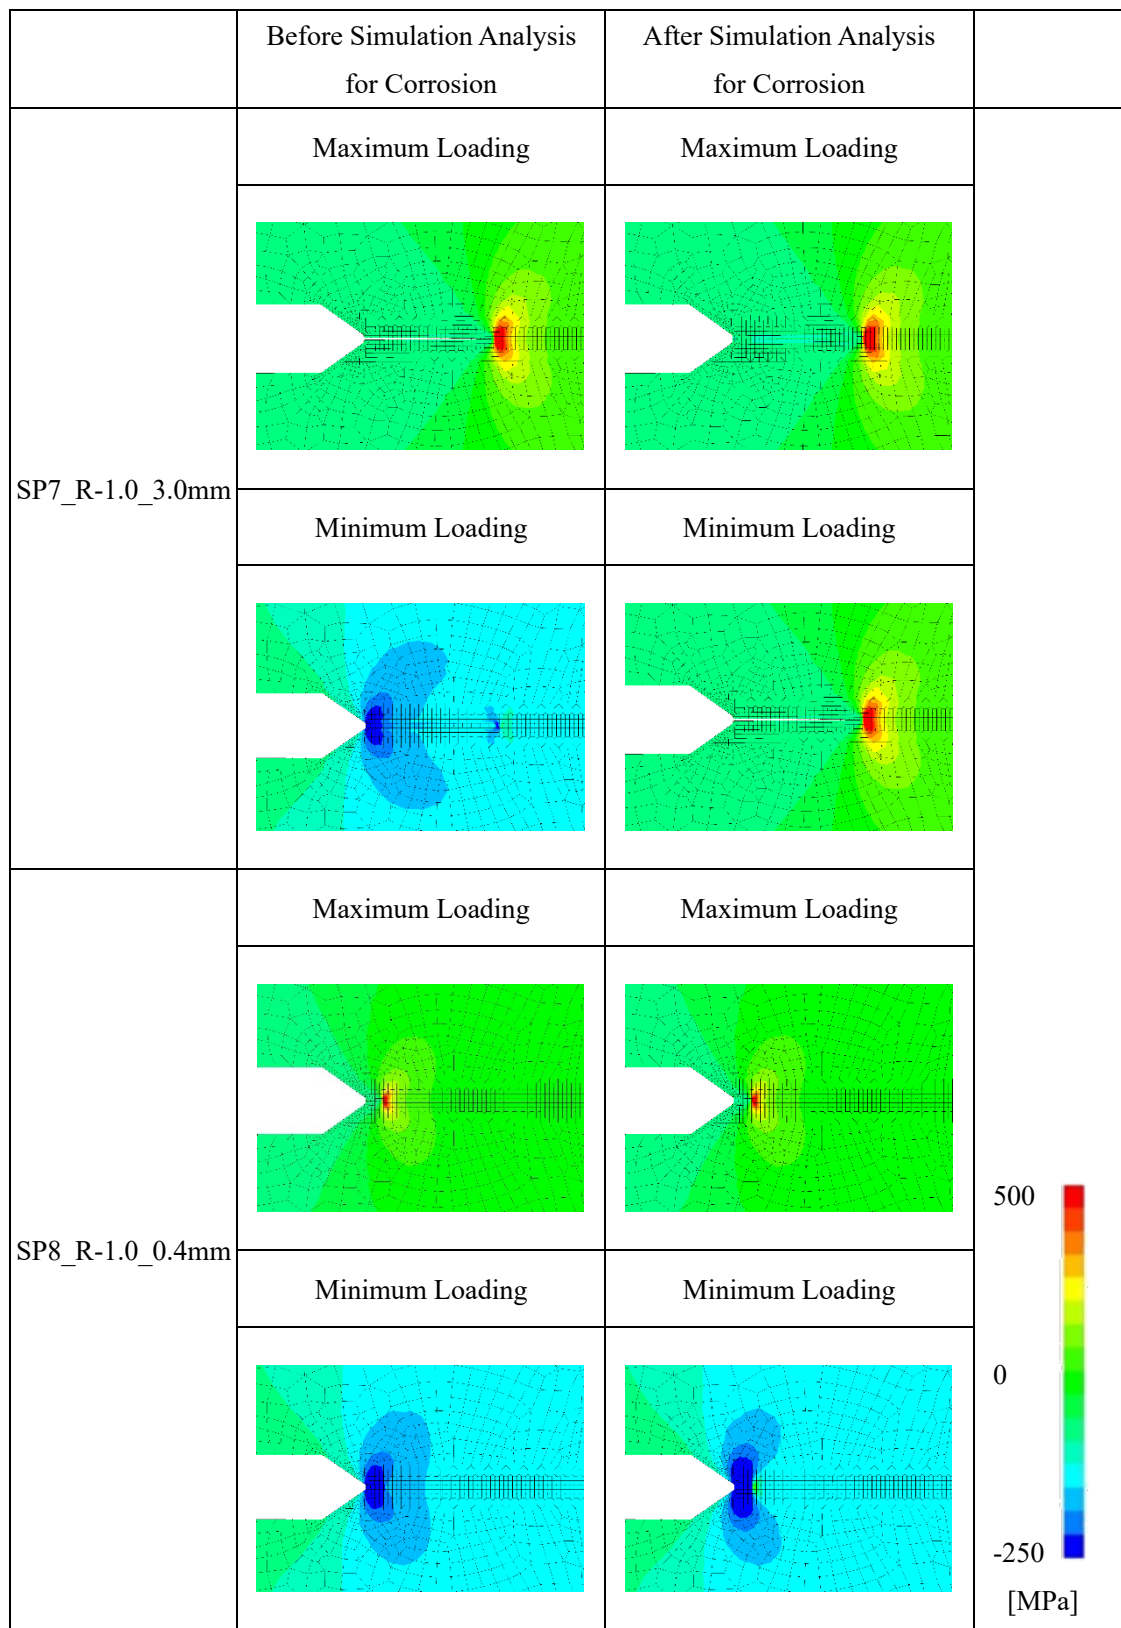 Before Simulation Analysis
for Corrosion
After Simulation Analysis
for Corrosion
SP7_R-1.0_3.0mm
Maximum Loading
Maximum Loading
Minimum Loading
Minimum Loading
SP8_R-1.0_0.4mm
Maximum Loading
Maximum Loading
Minimum Loading
Minimum Loading
500
0
-250
[MPa]